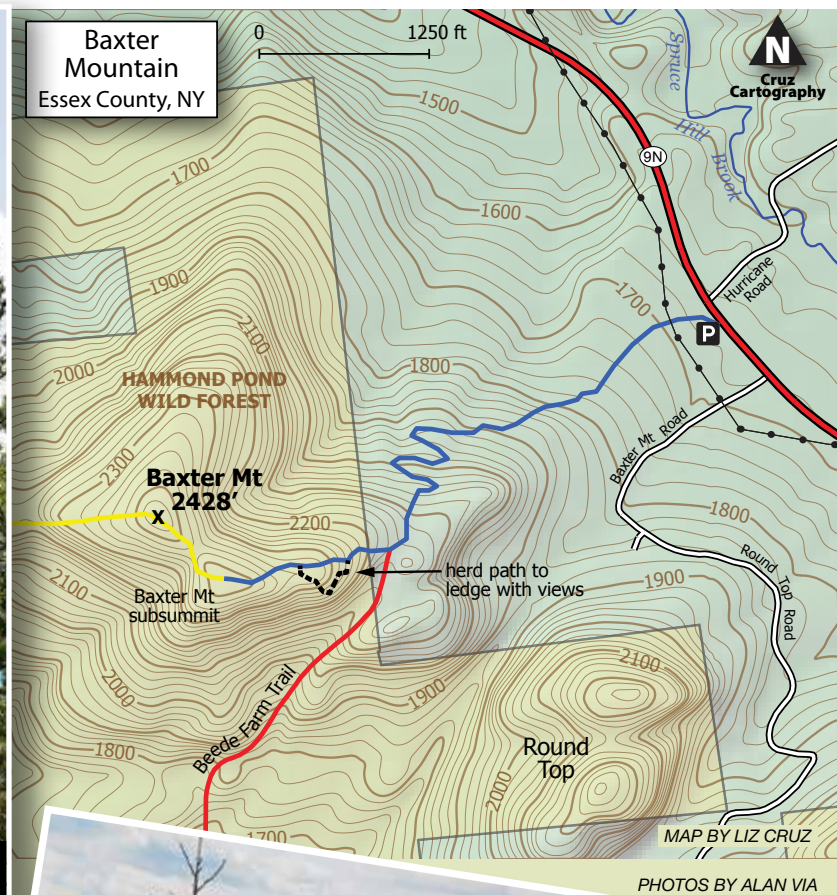 Baxter
Mountain
Essex County, NY
0 1250 ft
N
Cruz
Cartography
Spruce
Hill Brook
9N
1500
1700
1600
Hurricane
Road
1900
1700
P
2100
2000
1800
HAMMOND POND
WILD FOREST
Baxter Mt Road
2300
Baxter Mt
2428'
x
2200
1800
Round Top Road
2100
herd path to
ledge with views
1900
Baxter Mt
subsummit
2100
2000
Beede Farm Trail
1900
1800
Round
Top
2000
1700
MAP BY LIZ CRUZ
PHOTOS BY ALAN VIA